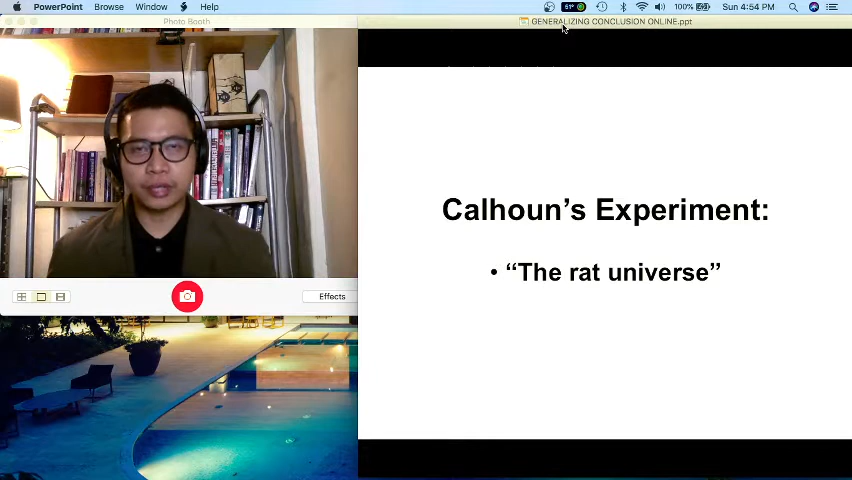 PowerPoint Browse Window Help
51° 100% Sun 4:54 PM
Photo Booth
GENERALIZING CONCLUSION ONLINE.ppt
Calhoun’s Experiment:
• “The rat universe”
Effects